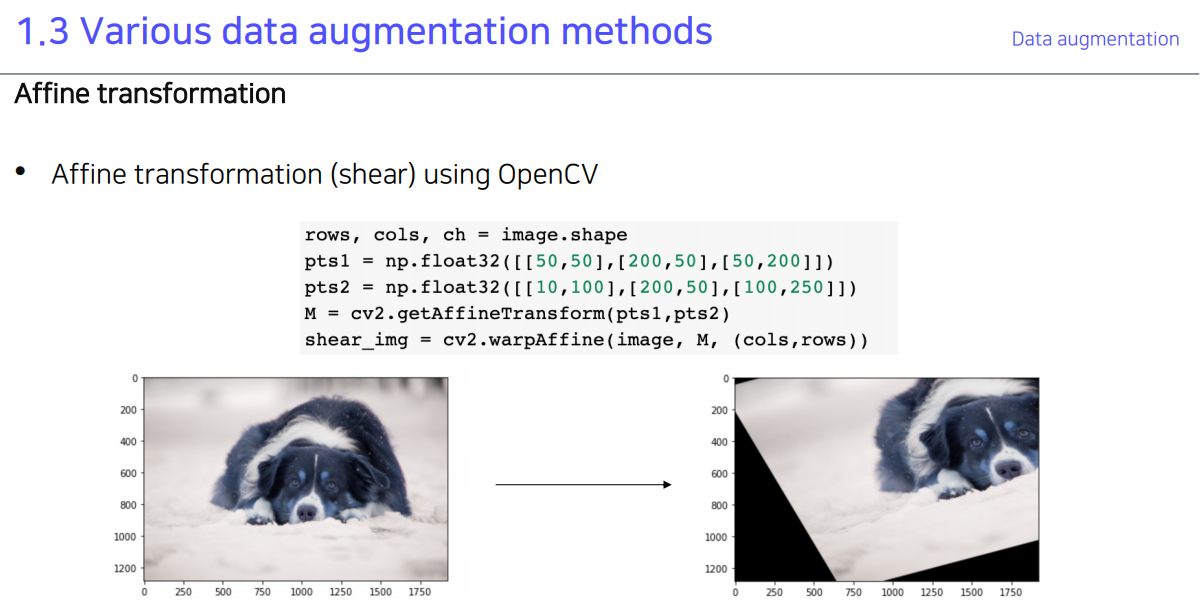 1.3 Various data augmentation methods
Data augmentation
Affine transformation
• Affine transformation (shear) using OpenCV
rows, cols, ch = image.shape
pts1 = np.float32([[50,50],[200,50],[50,200]])
pts2 = np.float32([[10,100],[200,50],[100,250]])
M = cv2.getAffineTransform(pts1,pts2)
shear_img = cv2.warpAffine(image, M, (cols,rows))
0
200
400
600
800
1000
1200
0 250 500 750 1000 1250 1500 1750
0
200
400
600
800
1000
1200
0 250 500 750 1000 1250 1500 1750